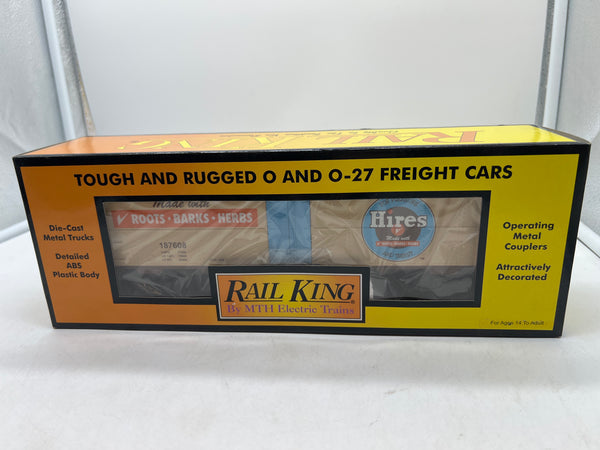 RAIL KING
TOUGH AND RUGGED O AND O-27 FREIGHT CARS
Die-Cast
Metal Trucks
Detailed
ABS
Plastic Body
Made with
ROOTS · BARKS · HERBS
187608
Hires
Made with
Operating
Metal
Couplers
Attractively
Decorated
RAIL KING
By MTH Electric Trains
For Ages 14 To Adult